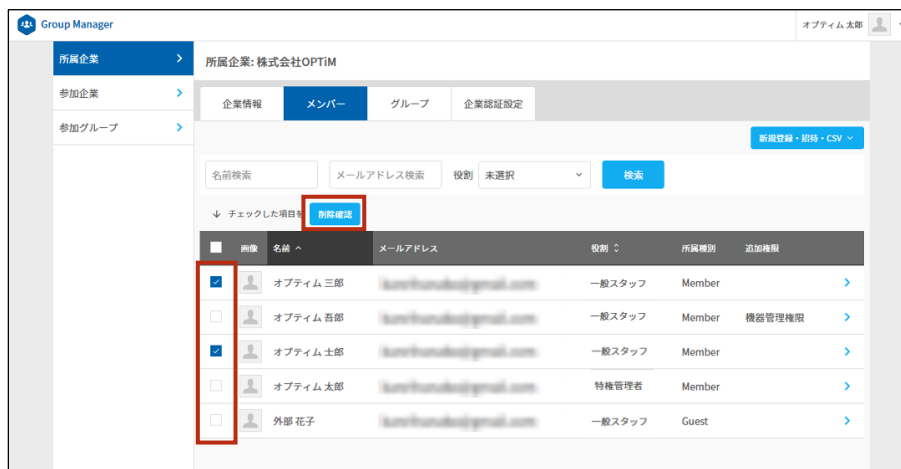 Group Manager
オプティム 太郎
所属企業
参加企業
参加グループ
所属企業: 株式会社OPTiM
企業情報 メンバー グループ 企業認証設定
新規登録・招待・CSV
名前検索 メールアドレス検索 役割 未選択 検索
↓ チェックした項目を 削除確認
画像 名前 メールアドレス 役割 所属種別 追加権限
オプティム 三郎 一般スタッフ Member
オプティム 吾郎 一般スタッフ Member 機器管理権限
オプティム 士郎 一般スタッフ Member
オプティム 太郎 特権管理者 Member
外部 花子 一般スタッフ Guest